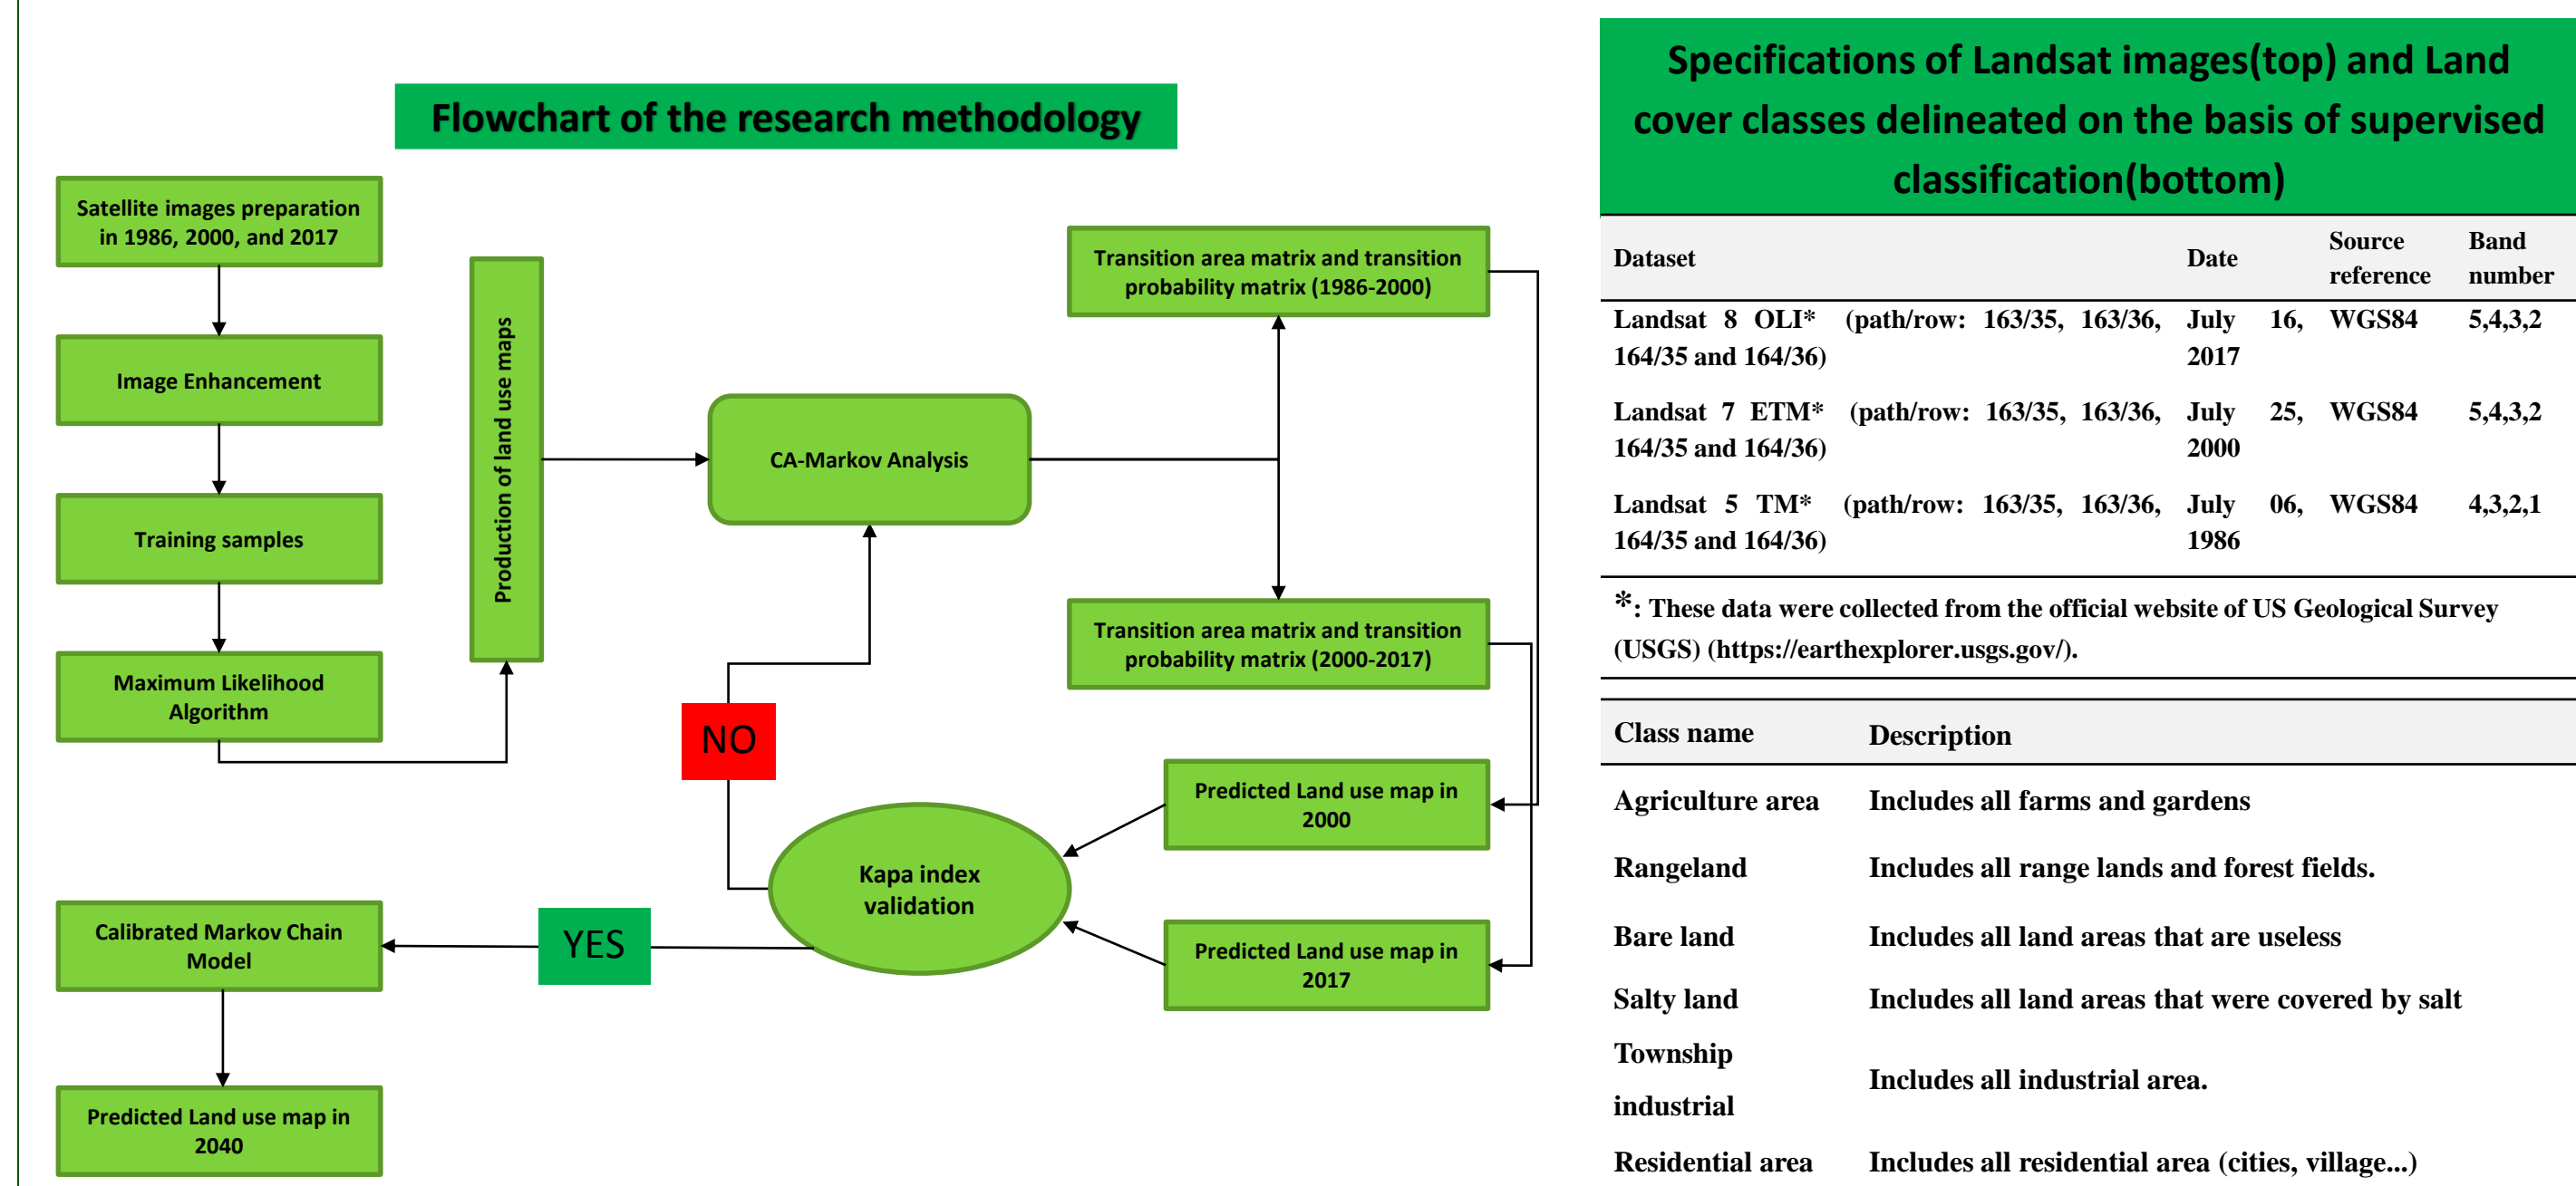 Flowchart of the research methodology
Satellite images preparation
in 1986, 2000, and 2017
Image Enhancement
Training samples
Maximum Likelihood
Algorithm
Production of land use maps
CA-Markov Analysis
Transition area matrix and transition
probability matrix (1986-2000)
Transition area matrix and transition
probability matrix (2000-2017)
Predicted Land use map in
2000
Predicted Land use map in
2017
Kapa index
validation
NO
YES
Calibrated Markov Chain
Model
Predicted Land use map in
2040
Specifications of Landsat images(top) and Land
cover classes delineated on the basis of supervised
classification(bottom)
Dataset Date Source reference Band number
Landsat 8 OLI* (path/row: 163/35, 163/36, July 16, WGS84 5,4,3,2
164/35 and 164/36) 2017
Landsat 7 ETM* (path/row: 163/35, 163/36, July 25, WGS84 5,4,3,2
164/35 and 164/36) 2000
Landsat 5 TM* (path/row: 163/35, 163/36, July 06, WGS84 4,3,2,1
164/35 and 164/36) 1986
*: These data were collected from the official website of US Geological Survey
(USGS) (https://earthexplorer.usgs.gov/).
Class name Description
Agriculture area Includes all farms and gardens
Rangeland Includes all range lands and forest fields.
Bare land Includes all land areas that are useless
Salty land Includes all land areas that were covered by salt
Township
industrial Includes all industrial area.
Residential area Includes all residential area (cities, village...)